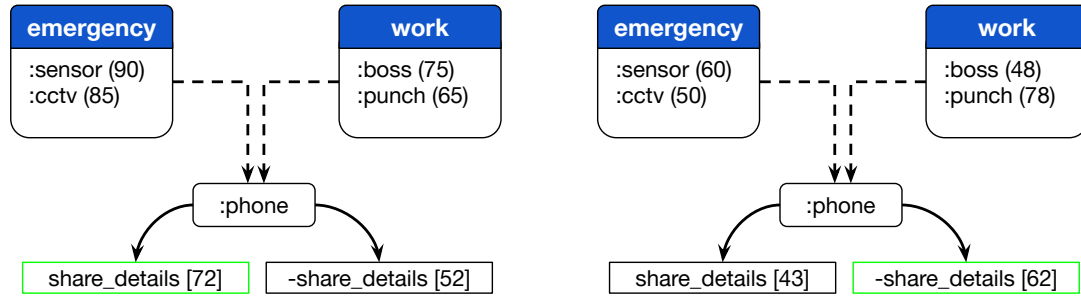 emergency
:sensor (90)
:cctv (85)
work
:boss (75)
:punch (65)
:phone
share_details [72]
-share_details [52]
emergency
:sensor (60)
:cctv (50)
work
:boss (48)
:punch (78)
:phone
share_details [43]
-share_details [62]